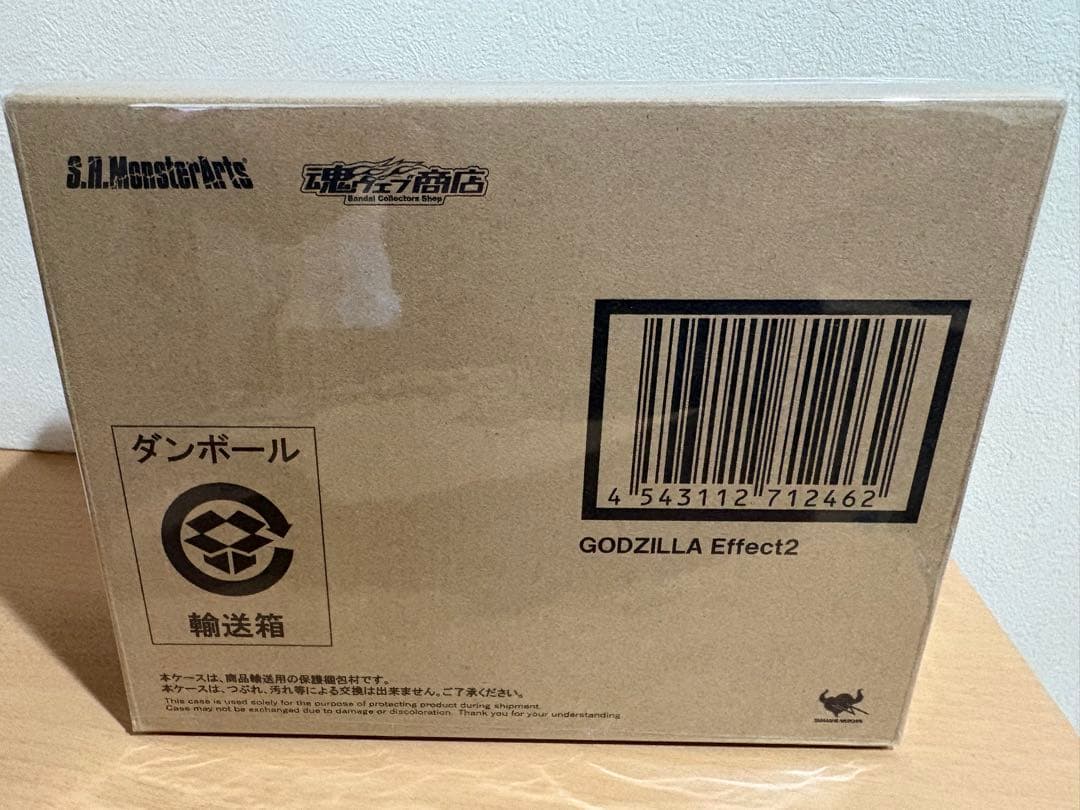 S.H.MonsterArts
魂ウェブ商店
Bandai Collectors Shop
4 543112 712462
GODZILLA Effect2
ダンボール
輸送箱
本ケースは、商品輸送用の保護梱包材です。
本ケースは、つぶれ、汚れ等による交換は出来ません。ご了承ください。
This case is used solely for the purpose of protecting product during shipment.
Case may not be exchanged due to damage or discoloration. Thank you for your understanding
TAMASHII NATIONS